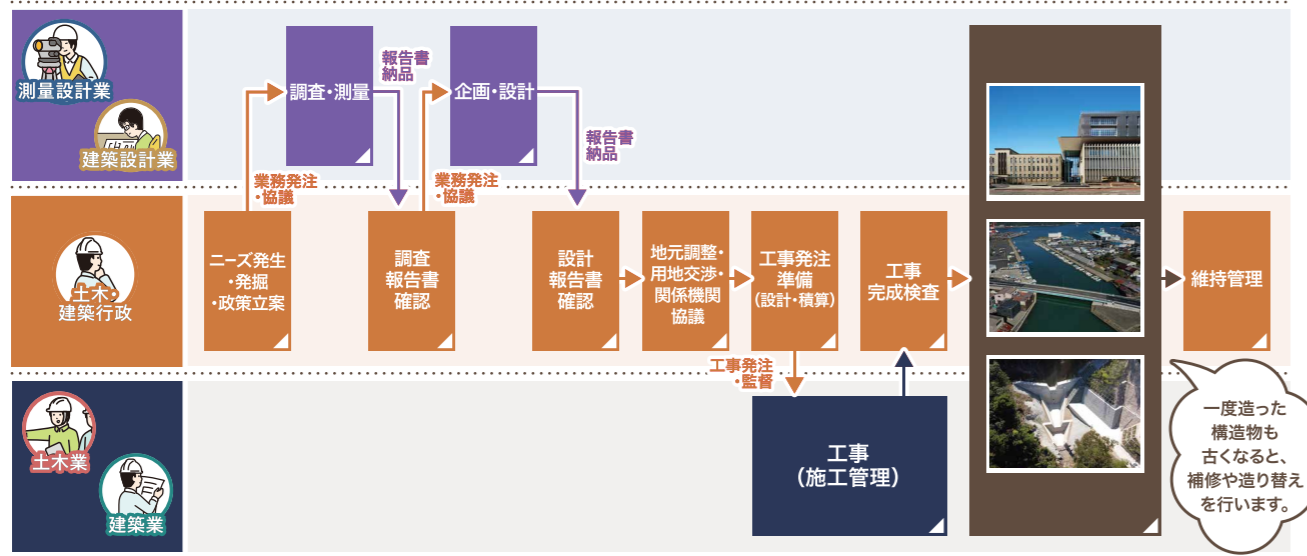 測量設計業
建築設計業
調査・測量
報告書
納品
企画・設計
報告書
納品
業務発注
・協議
業務発注
・協議
土木・
建築行政
ニーズ発生
・発掘
・政策立案
調査
報告書
確認
設計
報告書
確認
地元調整・
用地交渉・
関係機関
協議
工事発注
準備
(設計・積算)
工事
完成検査
維持管理
工事発注
・監督
土木業
建築業
工事
(施工管理)
一度造った
構造物も
古くなると、
補修や造り替え
を行います。